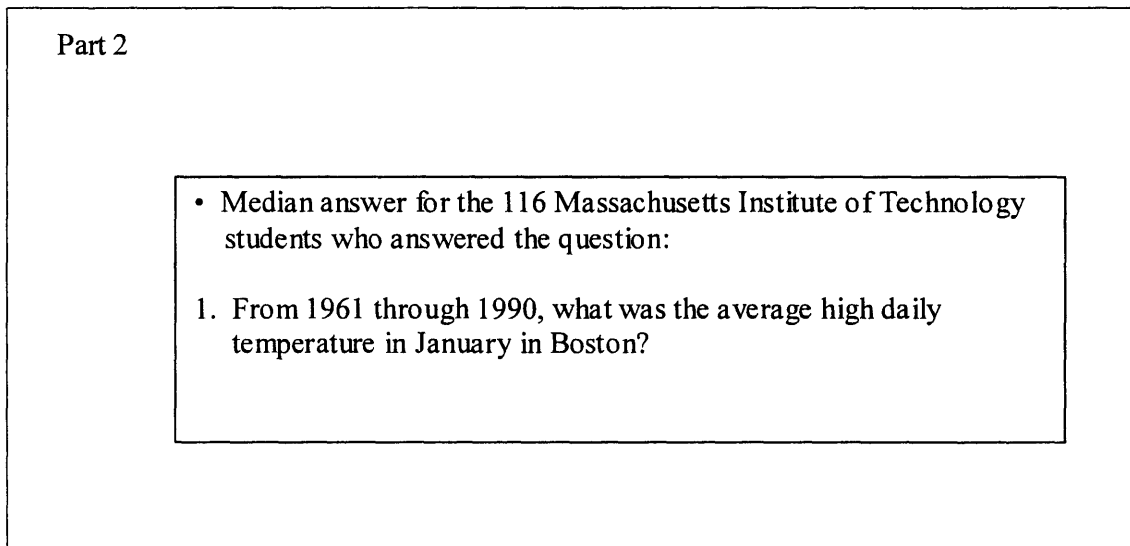 Part 2
• Median answer for the 116 Massachusetts Institute of Technology
students who answered the question:
1. From 1961 through 1990, what was the average high daily
temperature in January in Boston?